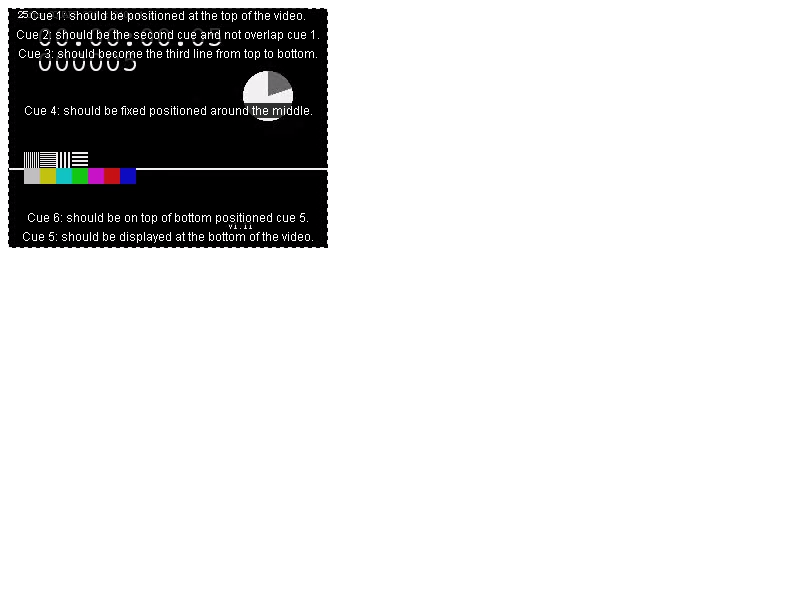 25
Cue 1: should be positioned at the top of the video.
Cue 2: should be the second cue and not overlap cue 1.
Cue 3: should become the third line from top to bottom.
000005
Cue 4: should be fixed positioned around the middle.
Cue 6: should be on top of bottom positioned cue 5.
v1.11
Cue 5: should be displayed at the bottom of the video.